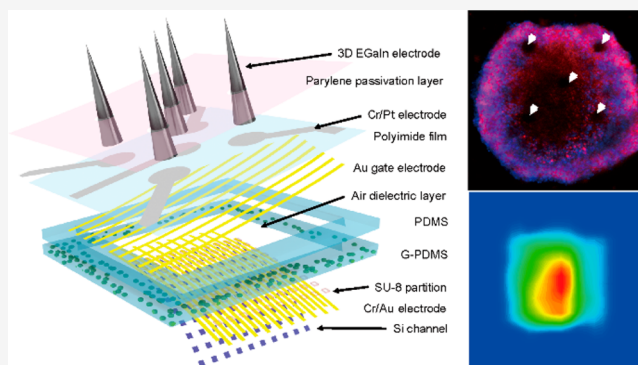 3D EGaIn electrode
Parylene passivation layer
Cr/Pt electrode
Polyimide film
Au gate electrode
Air dielectric layer
PDMS
G-PDMS
SU-8 partition
Cr/Au electrode
Si channel